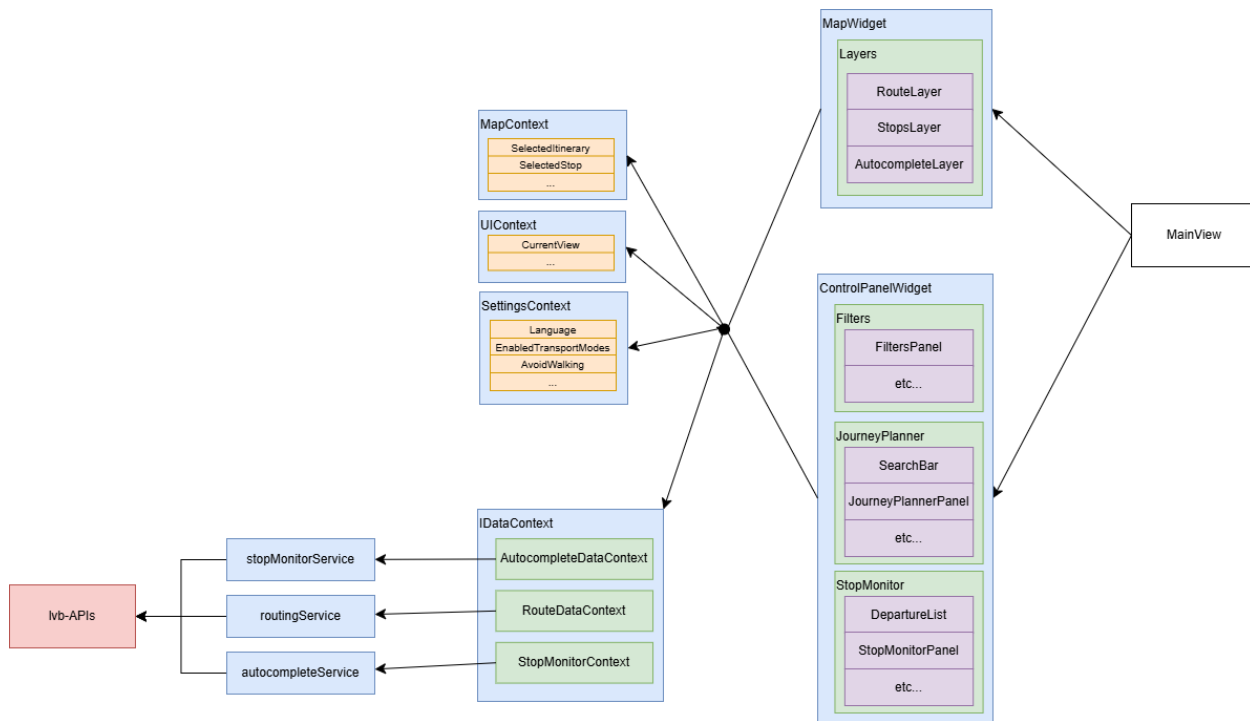 MapWidget
Layers
RouteLayer
StopsLayer
AutocompleteLayer
MapContext
SelectedItinerary
SelectedStop
...
UIContext
CurrentView
...
SettingsContext
Language
EnabledTransportModes
AvoidWalking
...
MainView
ControlPanelWidget
Filters
FiltersPanel
etc...
JourneyPlanner
SearchBar
JourneyPlannerPanel
etc...
StopMonitor
DepartureList
StopMonitorPanel
etc...
IDataContext
AutocompleteDataContext
RouteDataContext
StopMonitorContext
stopMonitorService
routingService
autocompleteService
lvb-APIs